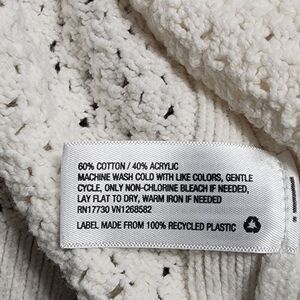 60% COTTON / 40% ACRYLIC
MACHINE WASH COLD WITH LIKE COLORS, GENTLE
CYCLE, ONLY NON-CHLORINE BLEACH IF NEEDED,
LAY FLAT TO DRY, WARM IRON IF NEEDED
RN17730 VN1268582
LABEL MADE FROM 100% RECYCLED PLASTIC